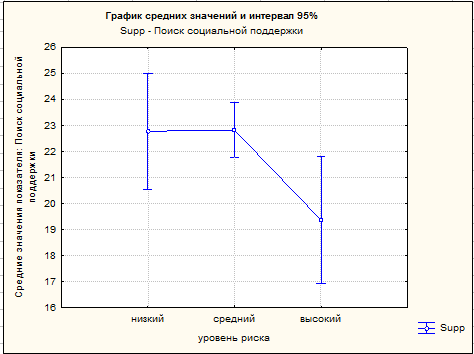 График средних значений и интервал 95%
Supp - Поиск социальной поддержки
Средние значения показателя: Поиск социальной
поддержки
26
25
24
23
22
21
20
19
18
17
16
низкий средний высокий
уровень риска
Supp